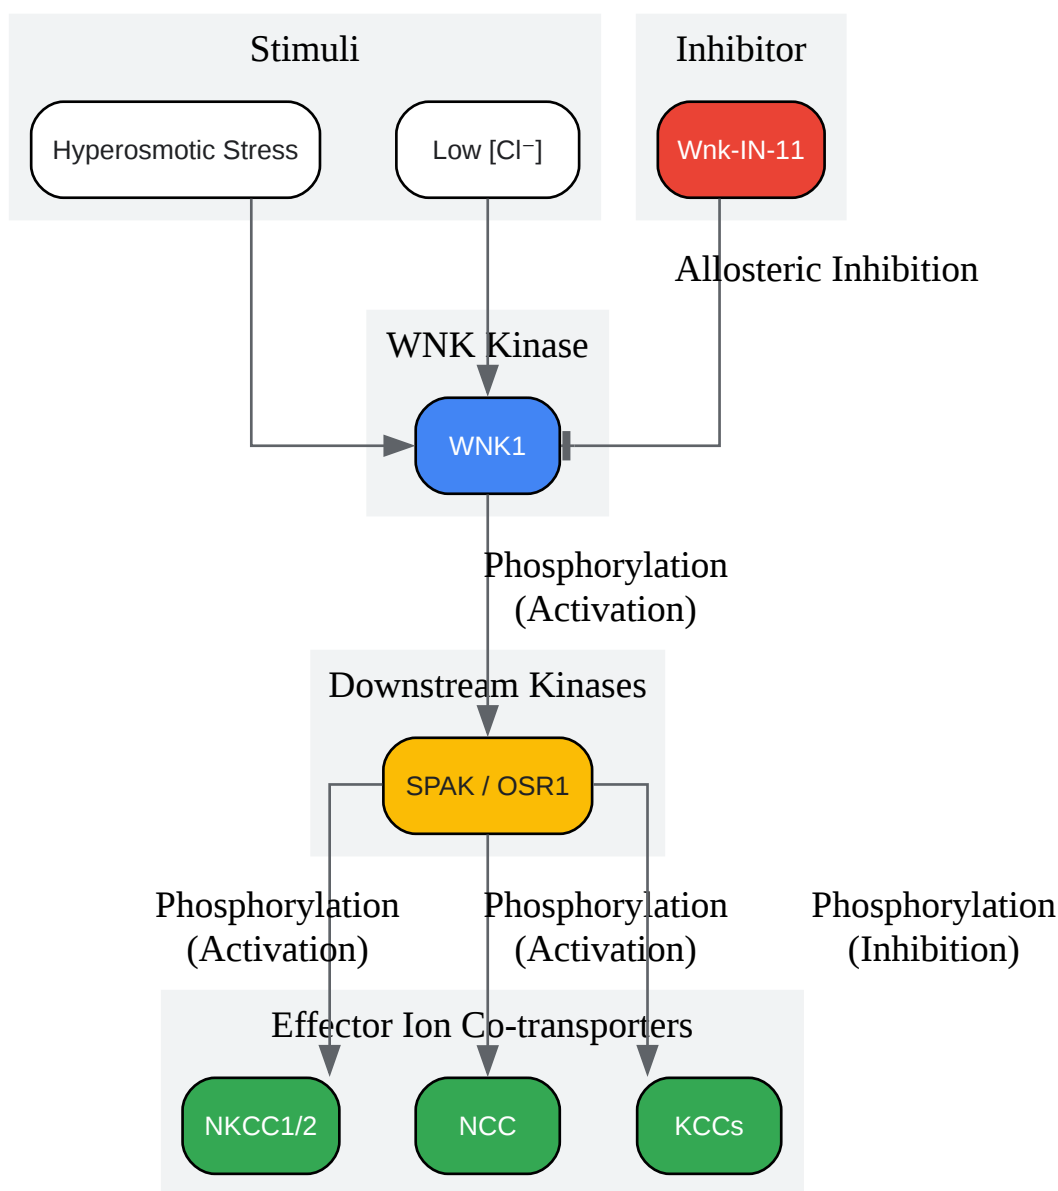 Stimuli
Inhibitor
Hyperosmotic Stress
Low [Cl⁻]
Wnk-IN-11
Allosteric Inhibition
WNK Kinase
WNK1
Phosphorylation
(Activation)
Downstream Kinases
SPAK / OSR1
Phosphorylation
(Activation)
Phosphorylation
(Activation)
Phosphorylation
(Inhibition)
Effector Ion Co-transporters
NKCC1/2
NCC
KCCs